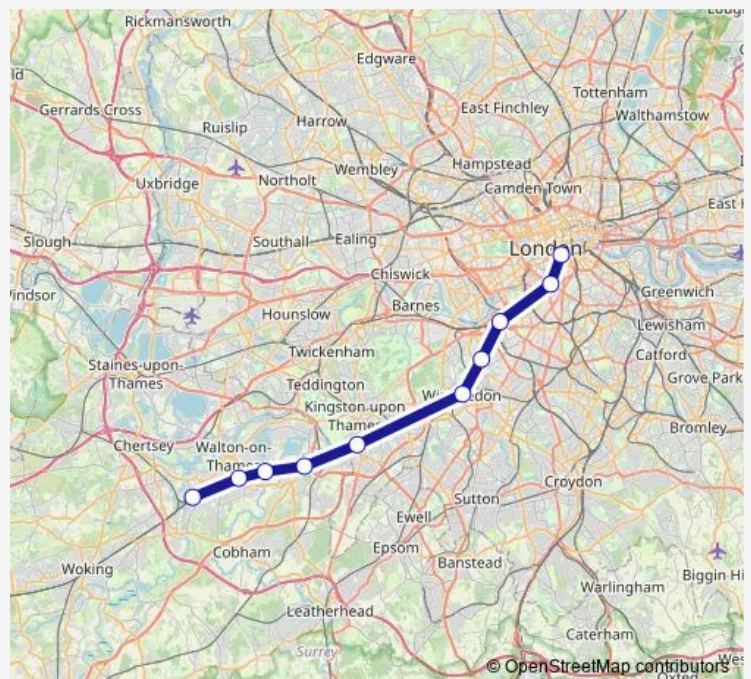 Rickmansworth
Edgware
Gerrards Cross
Tottenham
East Finchley
Harrow
Walthamstow
Ruislip
Hampstead
Wembley
Northolt
Uxbridge
Camden Town
Slough
Southall
Ealing
London
Chiswick
Greenwich
Barnes
Hounslow
Lewisham
Twickenham
Catford
Staines-upon-
Thames
Grove Park
Teddington
Kingston upon
Thames
Bromley
Chertsey
Walton-on-
Thames
Croydon
Sutton
Ewell
Epsom
Cobham
Banstead
Woking
Biggin Hi
Warlingham
Leatherhead
Caterham
Surrey
© OpenStreetMap contributors